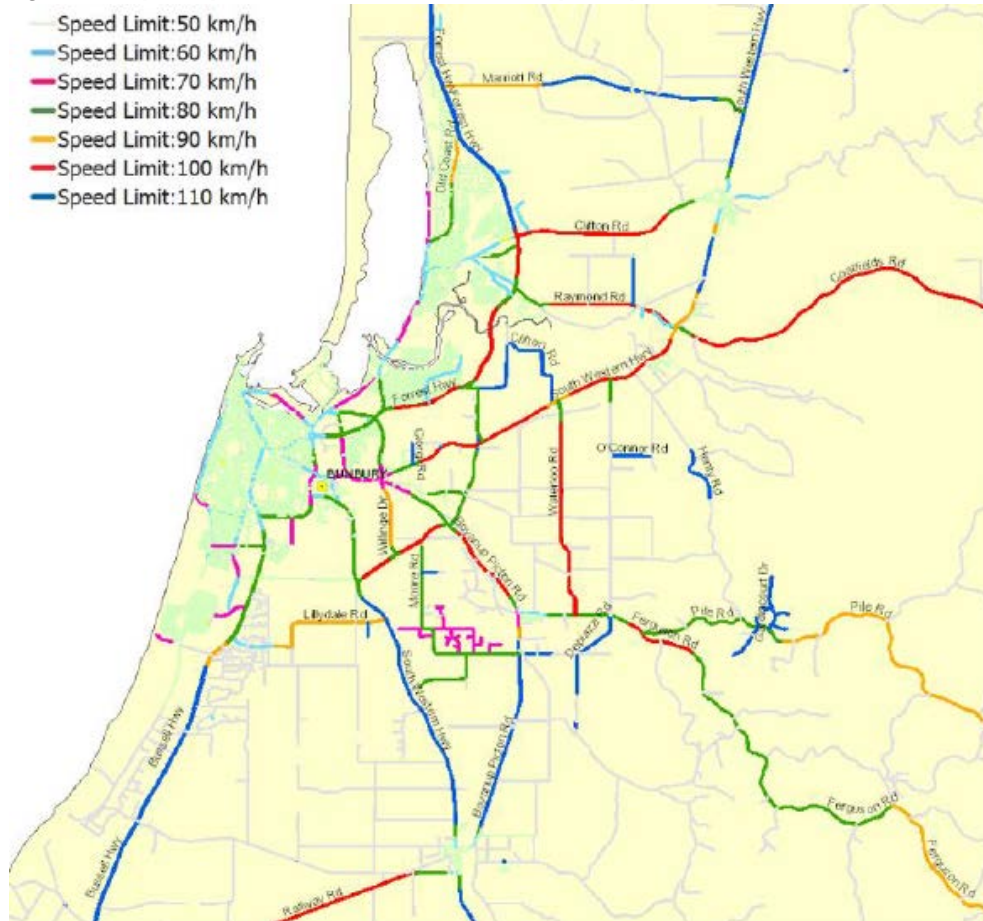 Speed Limit:50 km/h
Speed Limit:60 km/h
Speed Limit:70 km/h
Speed Limit:80 km/h
Speed Limit:90 km/h
Speed Limit:100 km/h
Speed Limit:110 km/h
Forrest Hwy
Forrest Hwy
South Western Hwy
Marriott Rd
Old Coast Rd
Clifton Rd
Coalfields Rd
Raymond Rd
Clifton Rd
South Western Hwy
Forrest Hwy
O'Connor Rd
Henty Rd
BUNBURY
Waterloo Rd
Willinge Dr
Boyanup Picton Rd
Moore Rd
Lillydale Rd
Pile Rd
Pile Rd
Ferguson Rd
South Western Hwy
Bussell Hwy
Boyanup Picton Rd
Ferguson Rd
Ferguson Rd
Bussell Hwy
Railway Rd